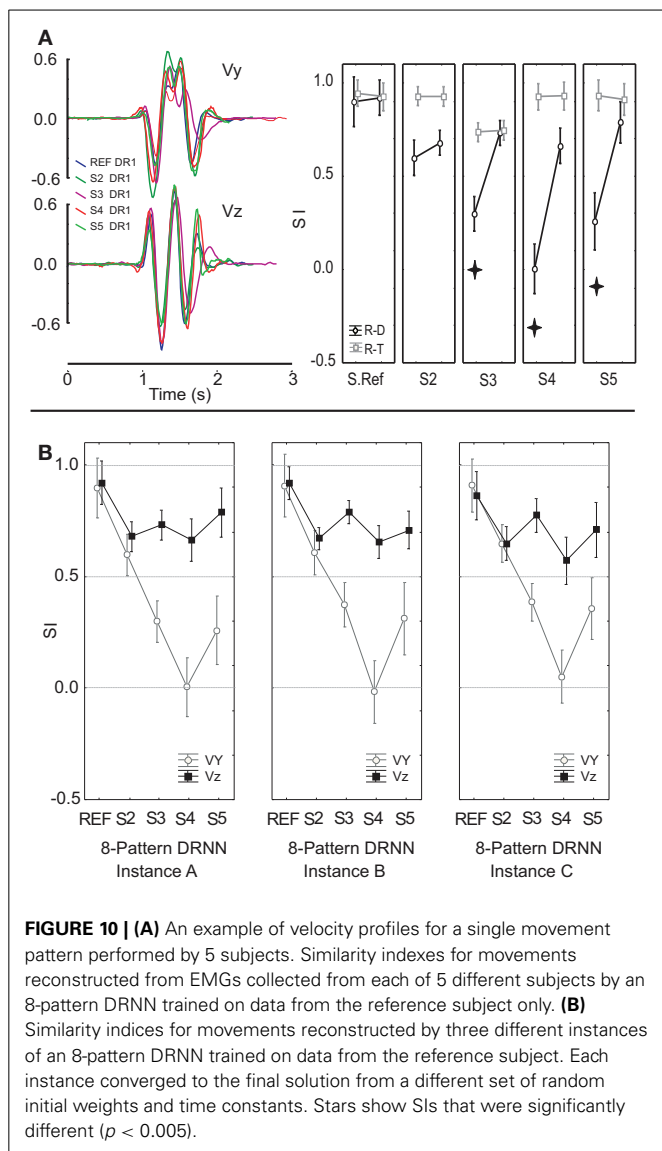 A
0.6
Vy
0.0
-0.6
REF DR1
S2 DR1
S3 DR1
S4 DR1
S5 DR1
0.6
Vz
0.0
-0.6
0 1 2 3
Time (s)
1.0
0.5
0.0
-0.5
SI
R-D
R-T
S.Ref S2 S3 S4 S5
B
1.0
0.5
0.0
-0.5
SI
VY
Vz
VY
Vz
VY
Vz
REF S2 S3 S4 S5 REF S2 S3 S4 S5 REF S2 S3 S4 S5
8-Pattern DRNN 8-Pattern DRNN 8-Pattern DRNN
Instance A Instance B Instance C
FIGURE 10 | (A) An example of velocity profiles for a single movement
pattern performed by 5 subjects. Similarity indexes for movements
reconstructed from EMGs collected from each of 5 different subjects by an
8-pattern DRNN trained on data from the reference subject only. (B)
Similarity indices for movements reconstructed by three different instances
of an 8-pattern DRNN trained on data from the reference subject. Each
instance converged to the final solution from a different set of random
initial weights and time constants. Stars show SIs that were significantly
different (p < 0.005).